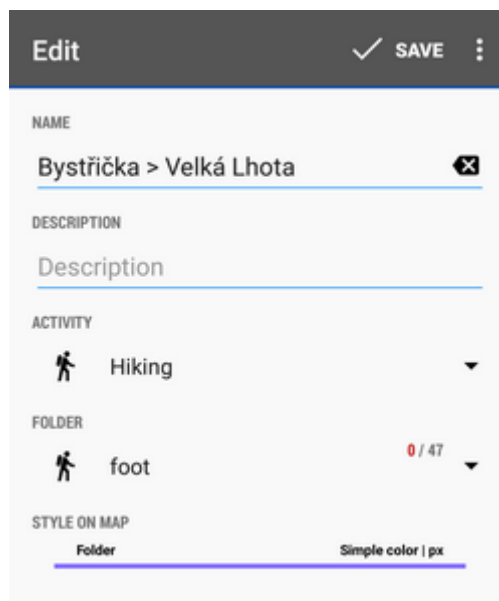 Edit SAVE
NAME
Bystřička > Velká Lhota
DESCRIPTION
Description
ACTIVITY
Hiking
FOLDER
foot 0 / 47
STYLE ON MAP
Folder Simple color | px